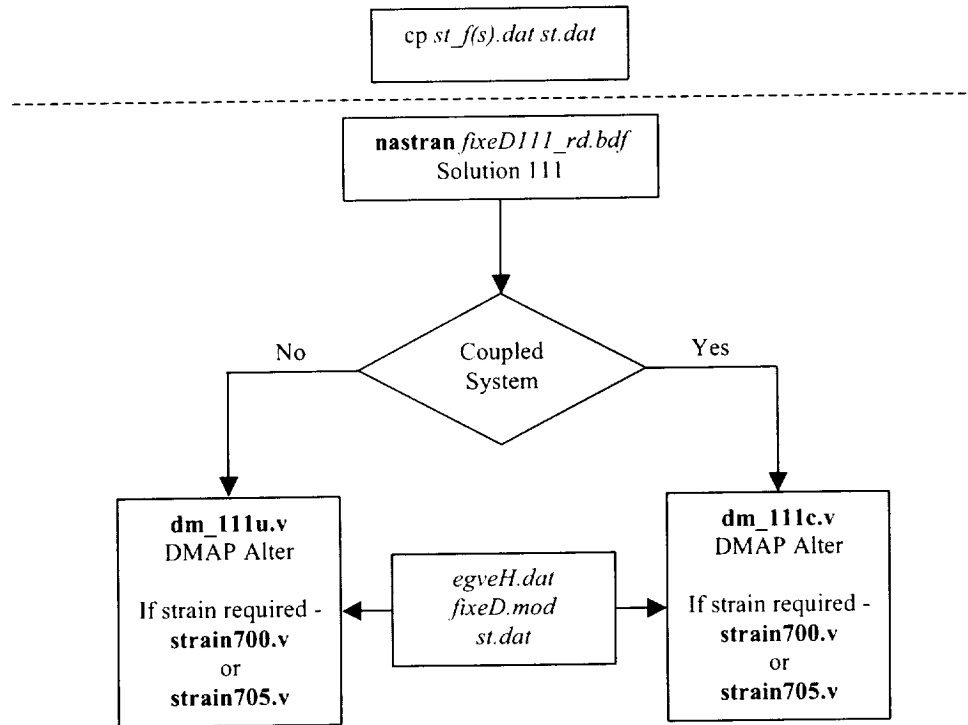 cp st_f(s).dat st.dat
nastran fixeD111_rd.bdf
Solution 111
No
Coupled
System
Yes
dm_111u.v
DMAP Alter
If strain required -
strain700.v
or
strain705.v
egveH.dat
fixeD.mod
st.dat
dm_111c.v
DMAP Alter
If strain required -
strain700.v
or
strain705.v